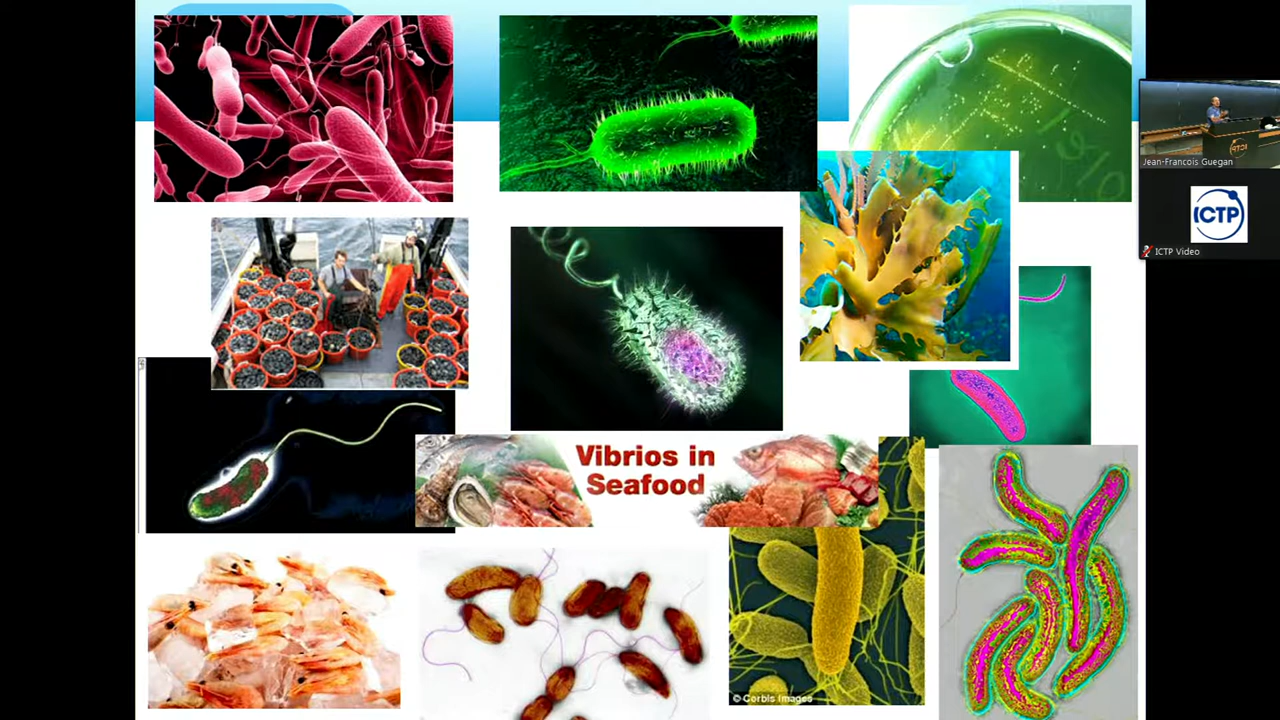 Jean-Francois Guegan
ICTP
ICTP Video
Vibrios in
Seafood
© Corbis Images